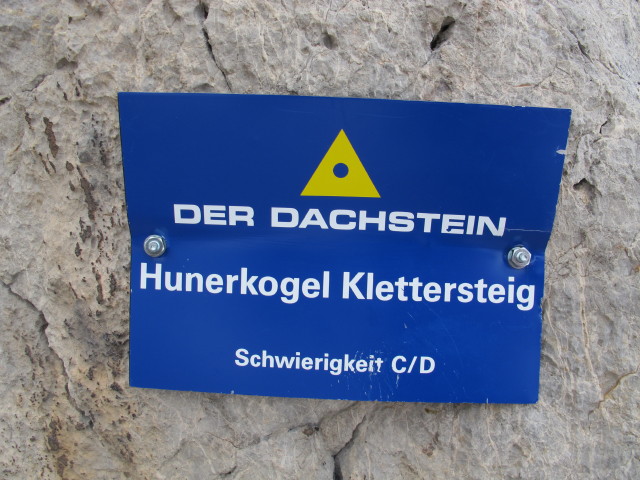 DER DACHSTEIN
Hunerkogel Klettersteig
Schwierigkeit C/D